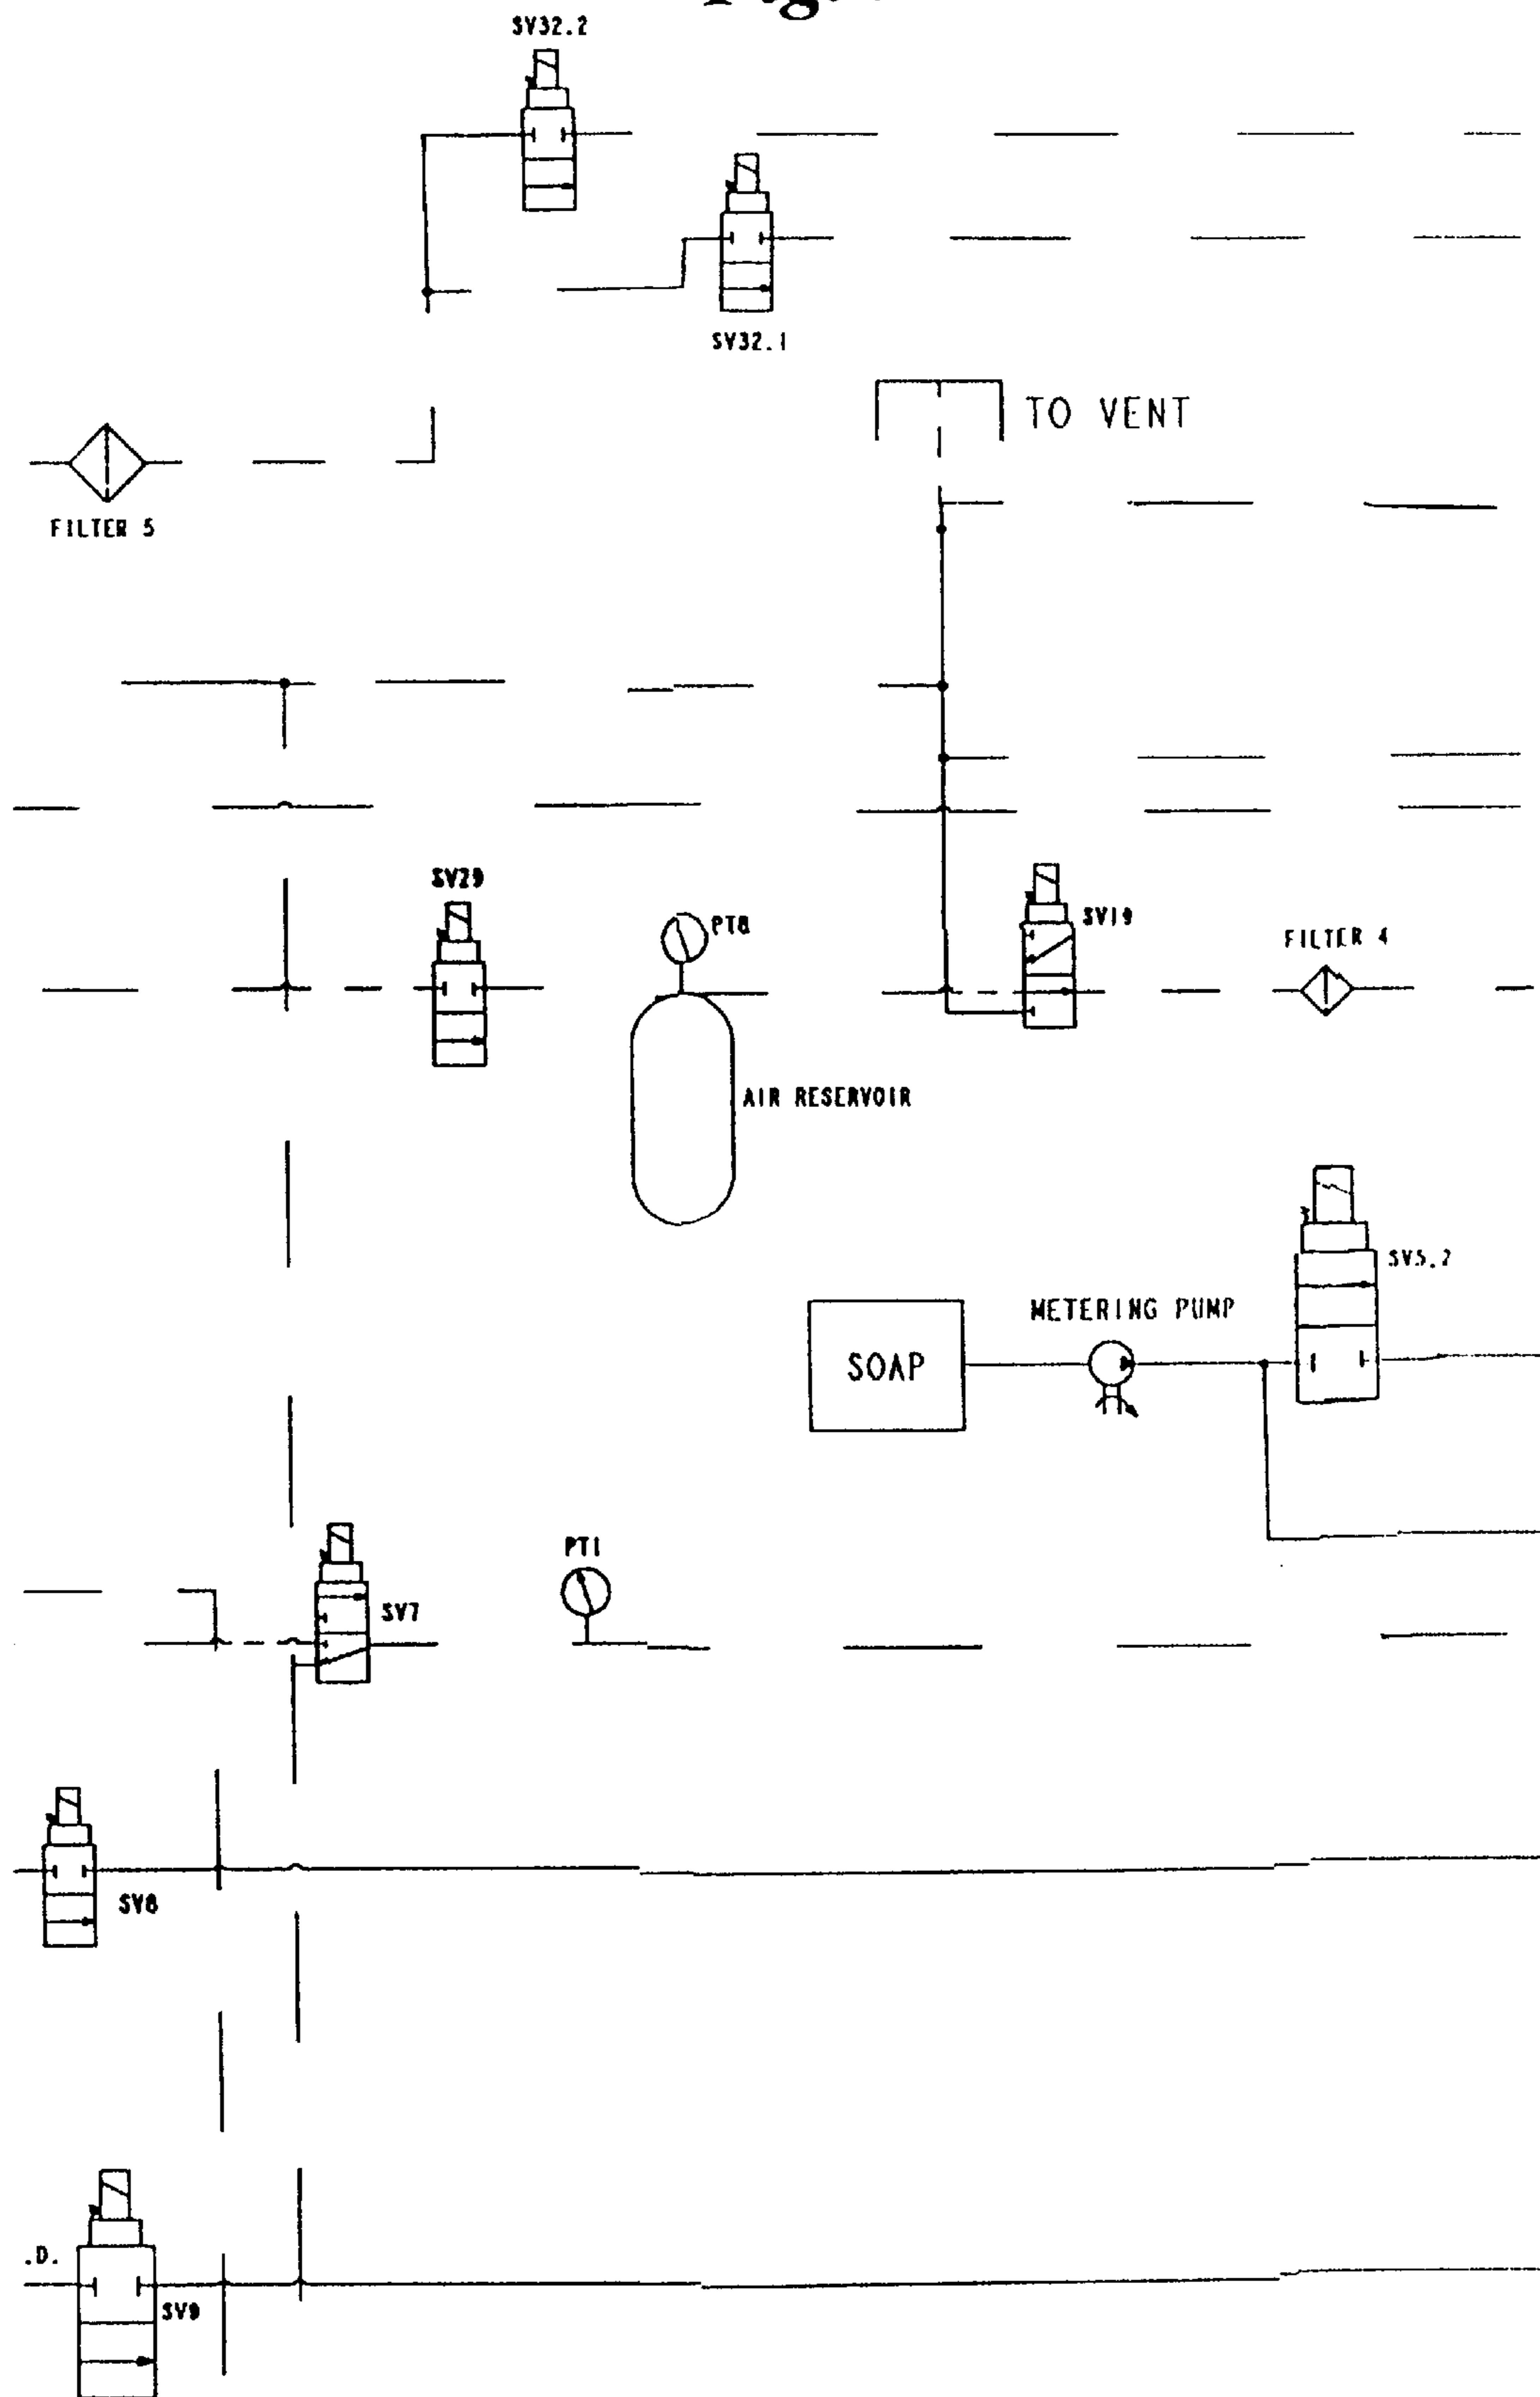 SV32.2
SV32.1
TO VENT
FILTER 5
SV29
PT8
SV19
FILTER 4
AIR RESERVOIR
SV5.2
METERING PUMP
SOAP
PT1
SV7
SV8
.D.
SV9